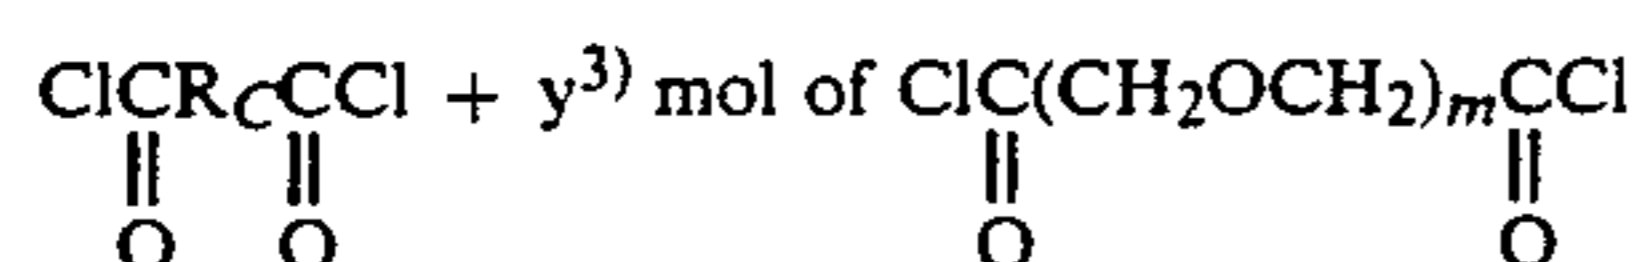 ClCR_CCCl + y^3) mol of ClC(CH₂OCH₂)_mCCl
|| || || ||
O O O O